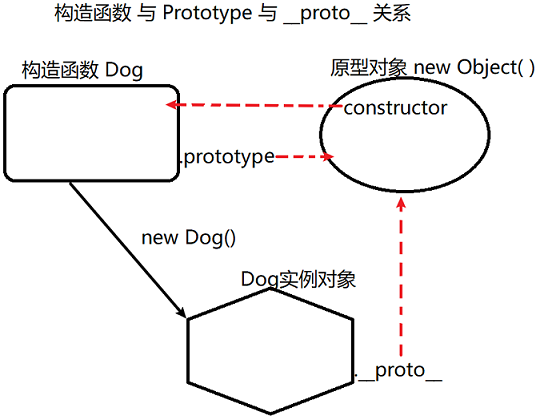 构造函数 与 Prototype 与 __proto__ 关系
构造函数 Dog
原型对象 new Object( )
constructor
.prototype
new Dog()
Dog实例对象
.__proto__